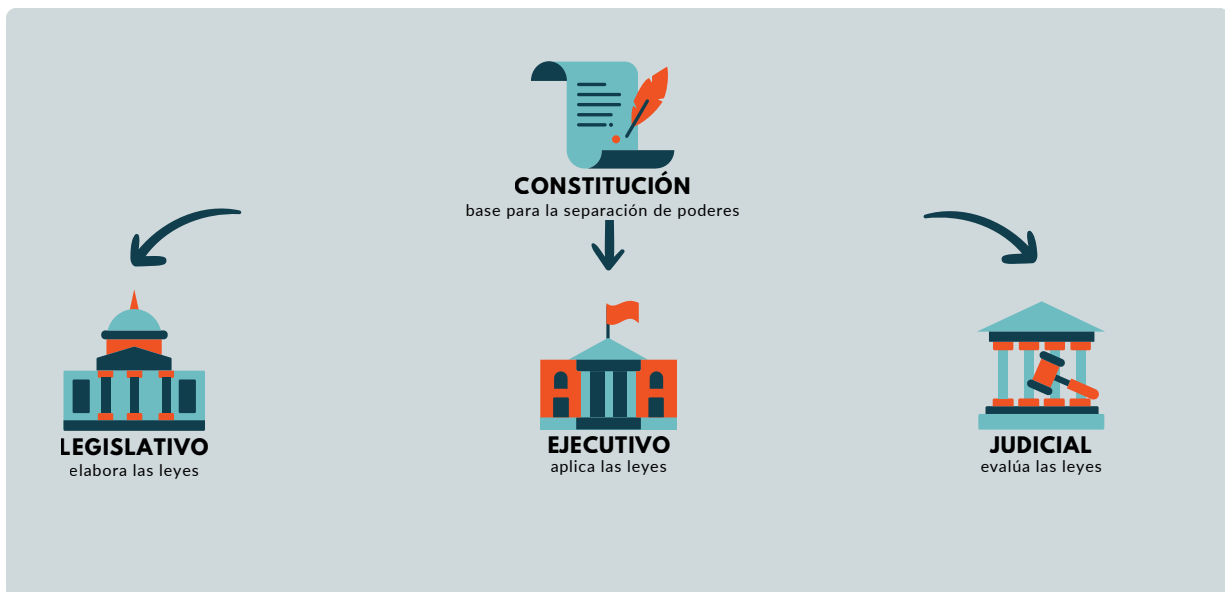 CONSTITUCIÓN
base para la separación de poderes
LEGISLATIVO
elabora las leyes
EJECUTIVO
aplica las leyes
JUDICIAL
evalúa las leyes